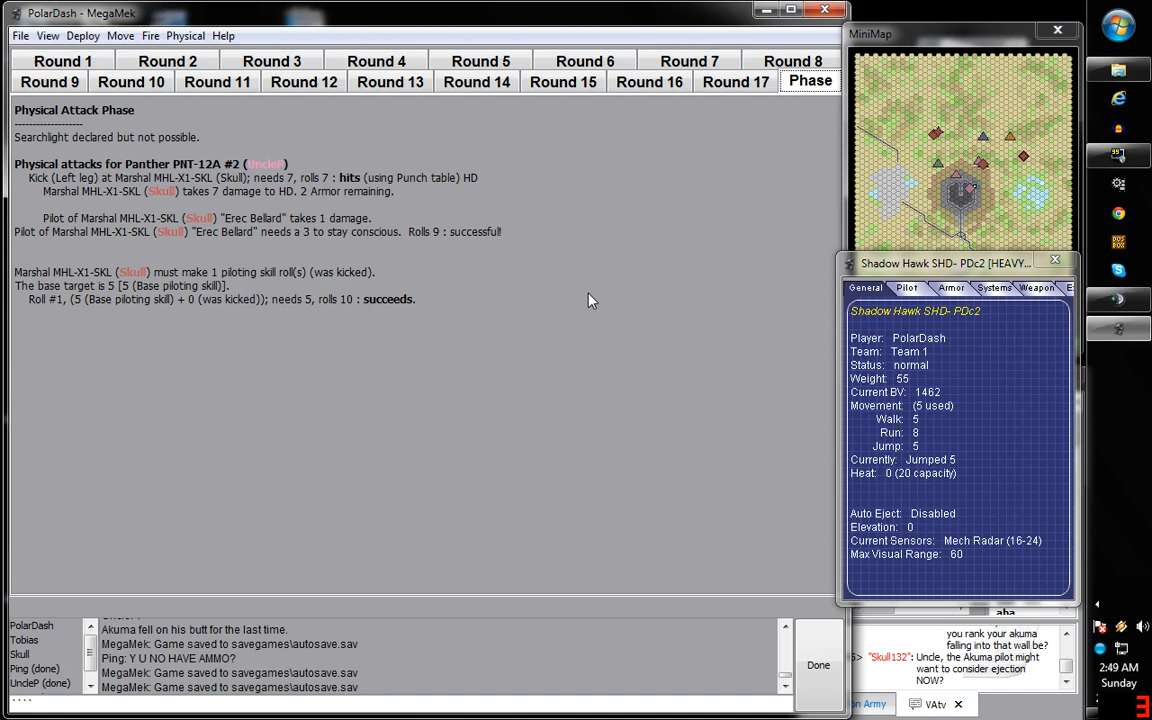 PolarDash - MegaMek
File View Deploy Move Fire Physical Help
Round 1 Round 2 Round 3 Round 4 Round 5 Round 6 Round 7 Round 8
Round 9 Round 10 Round 11 Round 12 Round 13 Round 14 Round 15 Round 16 Round 17 Phase
Physical Attack Phase
-------------------
Searchlight declared but not possible.
Physical attacks for Panther PNT-12A #2 (UncleP)
Kick (Left leg) at Marshal MHL-X1-SKL (Skull); needs 7, rolls 7 : hits (using Punch table) HD
Marshal MHL-X1-SKL (Skull) takes 7 damage to HD. 2 Armor remaining.
Pilot of Marshal MHL-X1-SKL (Skull) "Erec Bellard" takes 1 damage.
Pilot of Marshal MHL-X1-SKL (Skull) "Erec Bellard" needs a 3 to stay conscious. Rolls 9 : successful!
Marshal MHL-X1-SKL (Skull) must make 1 piloting skill roll(s) (was kicked).
The base target is 5 [5 (Base piloting skill)].
Roll #1, (5 (Base piloting skill) + 0 (was kicked)); needs 5, rolls 10 : succeeds.
PolarDash
Tobias
Skull
Ping (done)
UncleP (done)
Akuma fell on his butt for the last time.
MegaMek: Game saved to savegames\autosave.sav
Ping: Y U NO HAVE AMMO?
MegaMek: Game saved to savegames\autosave.sav
MegaMek: Game saved to savegames\autosave.sav
Done
````
MiniMap
Shadow Hawk SHD- PDc2 [HEAVY...
General Pilot Armor Systems Weapon
Shadow Hawk SHD- PDc2
Player: PolarDash
Team: Team 1
Status: normal
Weight: 55
Current BV: 1462
Movement: (5 used)
Walk: 5
Run: 8
Jump: 5
Currently: Jumped 5
Heat: 0 (20 capacity)
Auto Eject: Disabled
Elevation: 0
Current Sensors: Mech Radar (16-24)
Max Visual Range: 60
aha
you rank your akuma
falling into that wall be?
"Skull132": Uncle, the Akuma pilot might
want to consider ejection
NOW?
on Army VAtv
99
DOS
BOX
2:49 AM
Sunday
3